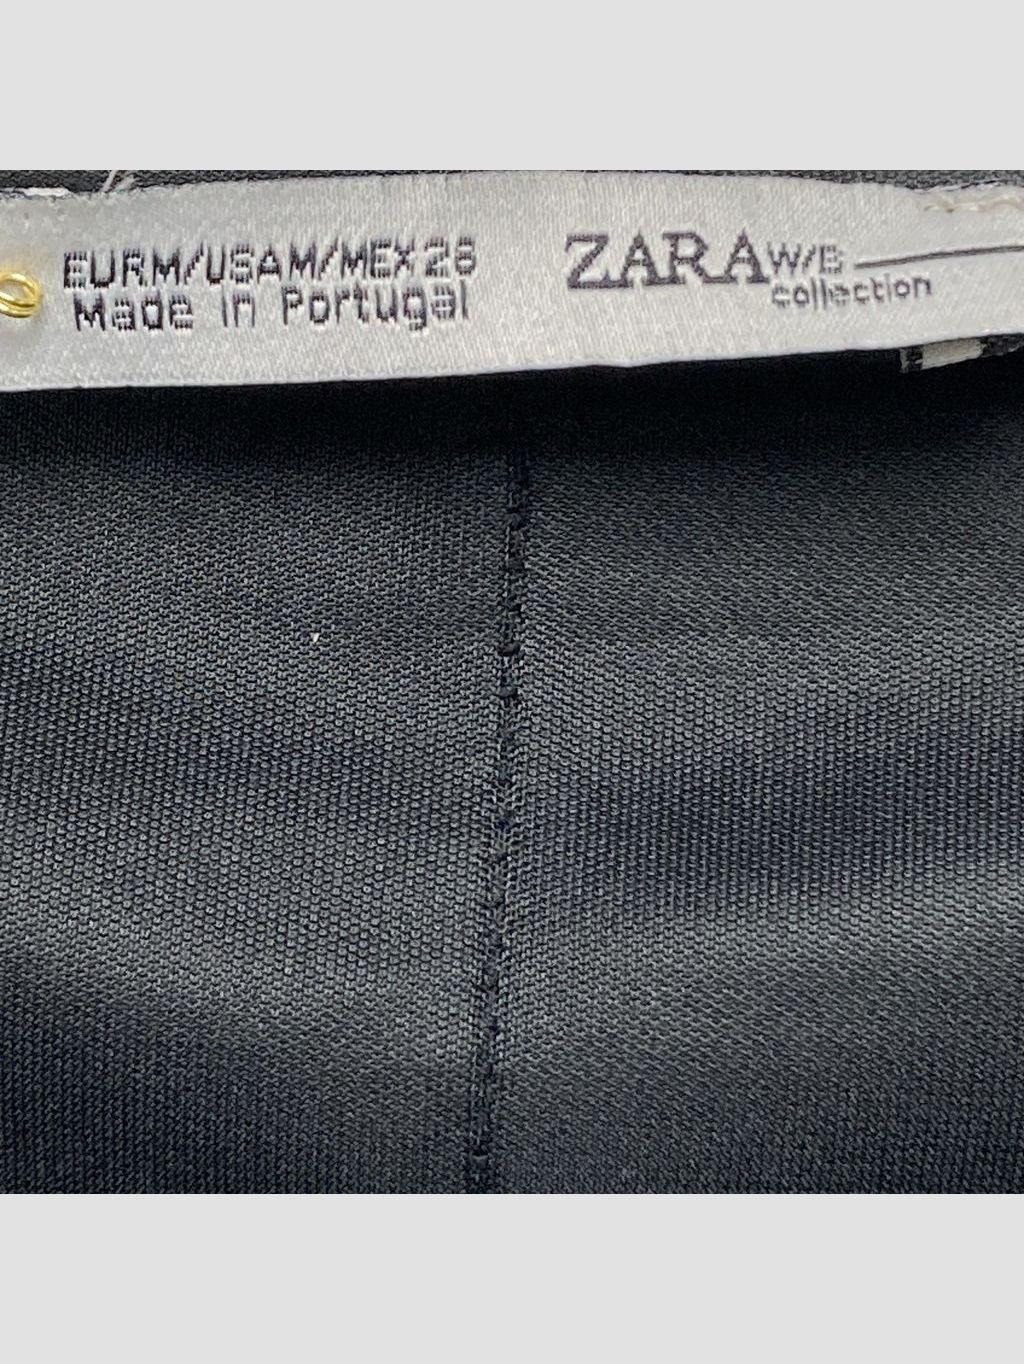 EUR M/USA M/MEX 28
Made in Portugal
ZARA W/B
collection